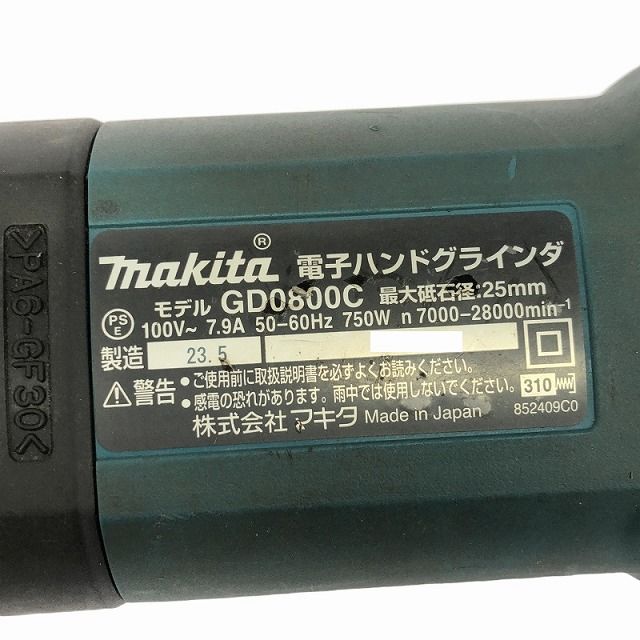 makita® 電子ハンドグラインダ
モデル GD0800C 最大砥石径:25mm
PS E 100V~ 7.9A 50-60Hz 750W n 7000-28000min⁻¹
製造 23.5
⚠警告 • ご使用前に取扱説明書を必ずよくお読みください。
• 感電の恐れがあります。雨中では使用しないでください。
310
株式会社 マキタ Made in Japan 852409C0
>PA6-GF30<